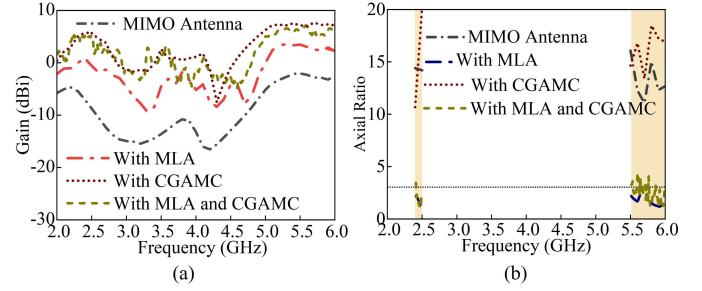 (a)
10
0
-10
-20
-30
Gain (dBi)
MIMO Antenna
With MLA
With CGAMC
With MLA and CGAMC
2.0 2.5 3.0 3.5 4.0 4.5 5.0 5.5 6.0
Frequency (GHz)
(a)
(b)
20
15
10
5
0
Axial Ratio
MIMO Antenna
With MLA
With CGAMC
With MLA and CGAMC
2.0 2.5 3.0 3.5 4.0 4.5 5.0 5.5 6.0
Frequency (GHz)
(b)